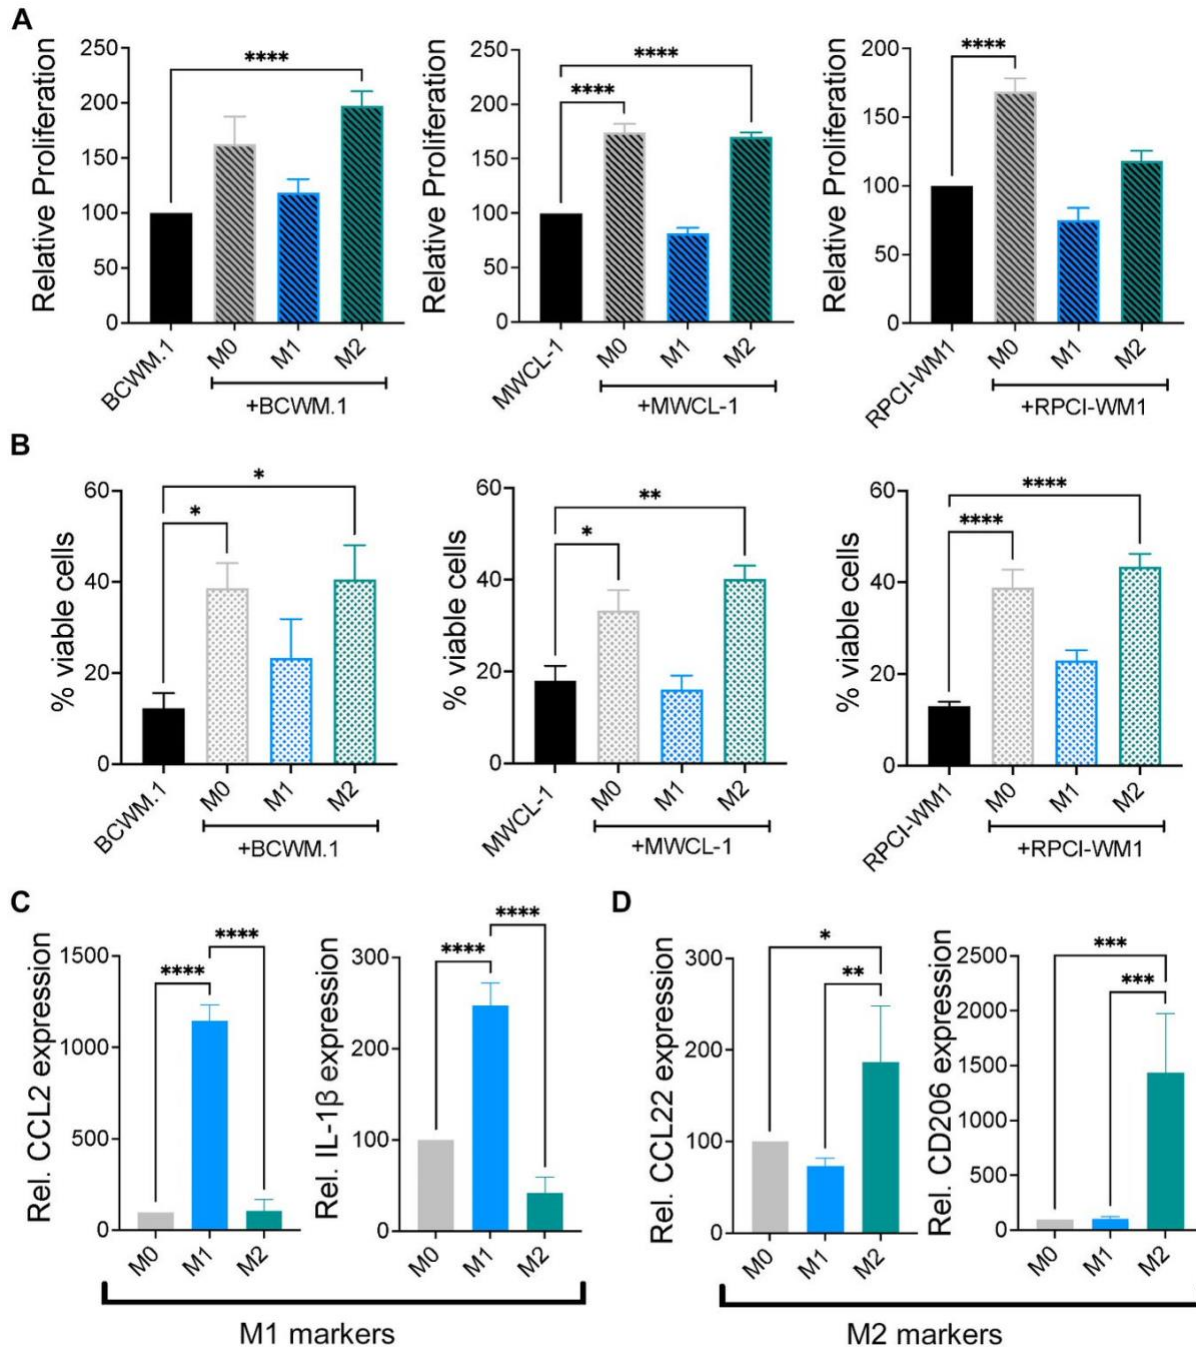 A
Relative Proliferation
250
200
150
100
50
0
****
BCWM.1
M0
M1
M2
+BCWM.1
Relative Proliferation
250
200
150
100
50
0
****
****
MWCL-1
M0
M1
M2
+MWCL-1
Relative Proliferation
200
150
100
50
0
****
RPCI-WM1
M0
M1
M2
+RPCI-WM1
B
% viable cells
60
40
20
0
*
*
BCWM.1
M0
M1
M2
+BCWM.1
% viable cells
60
40
20
0
**
*
MWCL-1
M0
M1
M2
+MWCL-1
% viable cells
60
40
20
0
****
****
RPCI-WM1
M0
M1
M2
+RPCI-WM1
C
Rel. CCL2 expression
1500
1000
500
0
****
****
M0
M1
M2
Rel. IL-1β expression
300
200
100
0
****
****
M0
M1
M2
M1 markers
D
Rel. CCL22 expression
300
200
100
0
*
**
M0
M1
M2
Rel. CD206 expression
2500
2000
1500
1000
500
0
***
***
M0
M1
M2
M2 markers